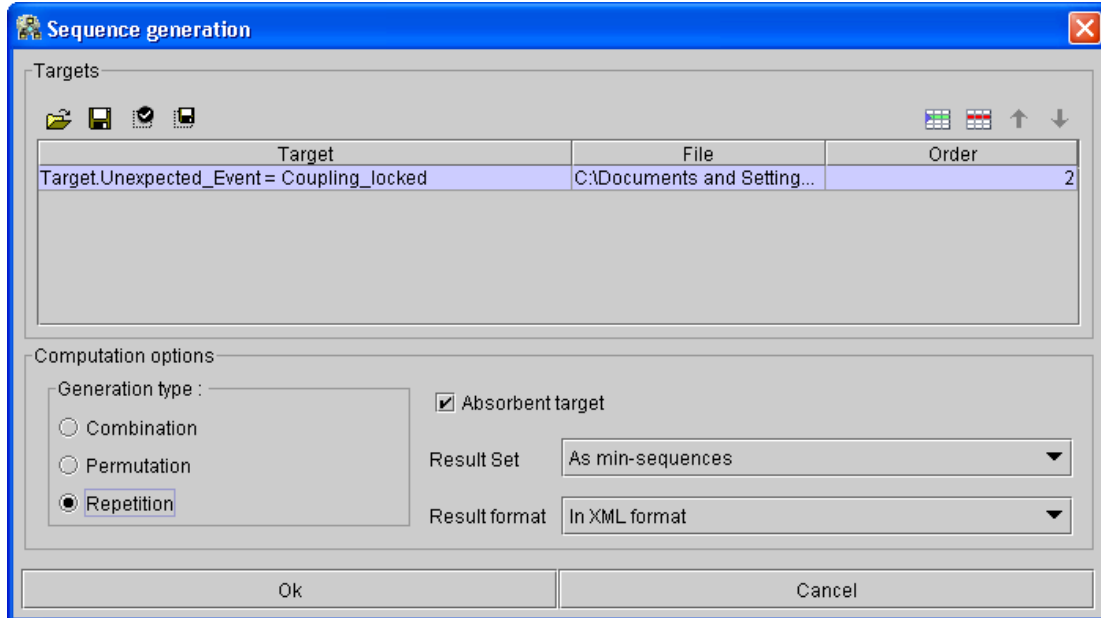 Sequence generation
Targets
Target File Order
Target.Unexpected_Event = Coupling_locked C:\Documents and Setting... 2
Computation options
Generation type :
Absorbent target
Combination
Result Set As min-sequences
Permutation
Repetition
Result format In XML format
Ok Cancel